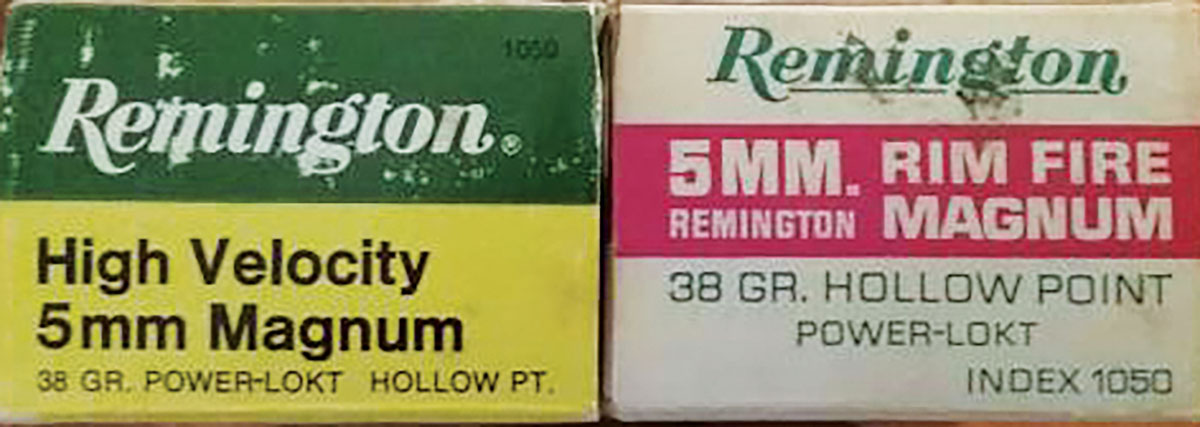 1050
Remington®
High Velocity
5mm Magnum
38 GR. POWER-LOKT HOLLOW PT.
Remington
5MM. RIM FIRE
REMINGTON MAGNUM
38 GR. HOLLOW POINT
POWER-LOKT
INDEX 1050